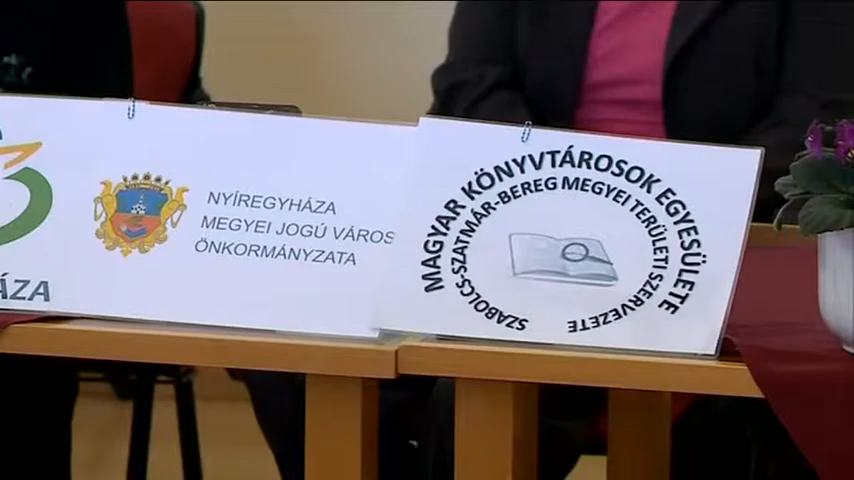 ÁZA
NYÍREGYHÁZA
MEGYEI JOGÚ VÁROS
ÖNKORMÁNYZATA
MAGYAR KÖNYVTÁROSOK EGYESÜLETE
SZABOLCS-SZATMÁR-BEREG MEGYEI TERÜLETI SZERVEZETE